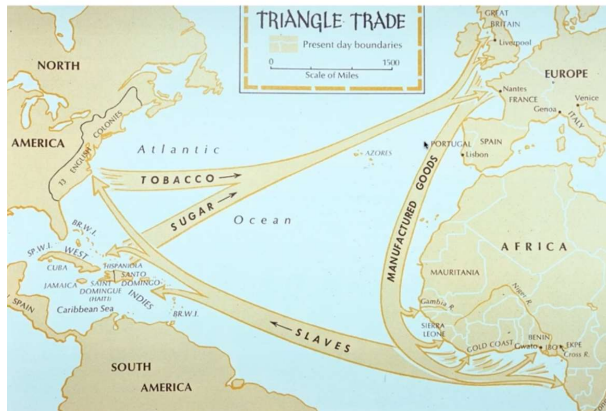 TRIANGLE TRADE
Present day boundaries
0 1500
Scale of Miles
GREAT
BRITAIN
Liverpool
NORTH
AMERICA
13 ENGLISH COLONIES
Atlantic
Ocean
TOBACCO
SUGAR
AZORES
EUROPE
Nantes
FRANCE
Genoa
Venice
ITALY
PORTUGAL
SPAIN
Lisbon
MANUFACTURED GOODS
AFRICA
MAURITANIA
Gambia R.
Niger R.
SIERRA
LEONE
GOLD COAST
BENIN
Gwato
IBO
EKPE
Cross R.
BR.W.I.
SP.W.I.
WEST
INDIES
CUBA
HISPANIOLA
JAMAICA
SAINT
DOMINGUE
(HAITI)
SANTO
DOMINGO
Caribbean Sea
BR.W.I.
SPAIN
SLAVES
SOUTH
AMERICA